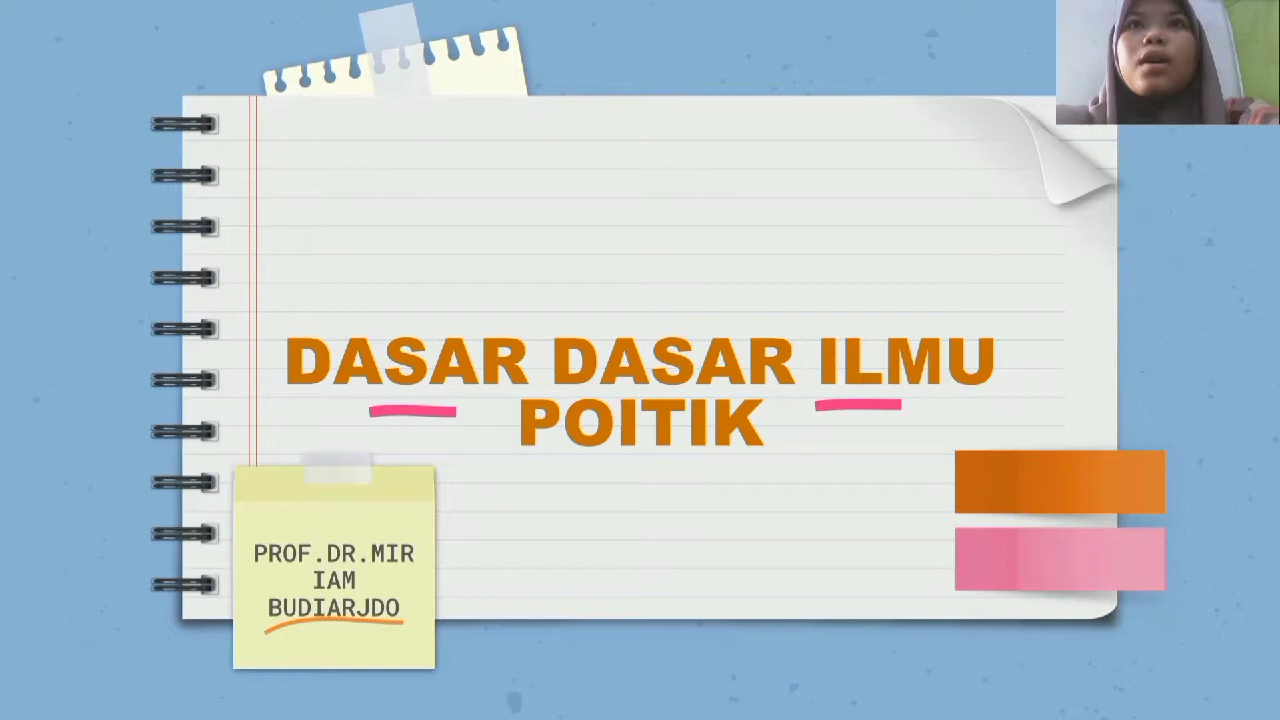 DASAR DASAR ILMU
POITIK
PROF.DR.MIR
IAM
BUDIARJDO